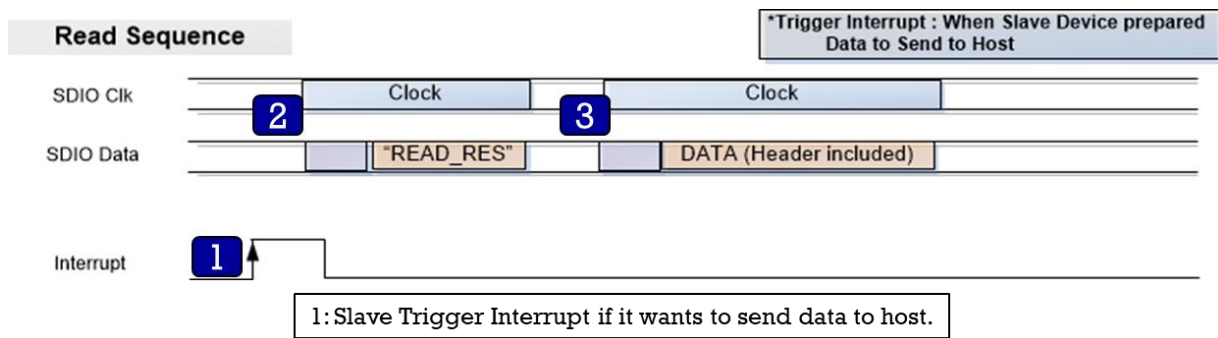 Read Sequence
*Trigger Interrupt : When Slave Device prepared
Data to Send to Host
SDIO Clk
2
Clock
3
Clock
SDIO Data
"READ_RES"
DATA (Header included)
Interrupt
1
1: Slave Trigger Interrupt if it wants to send data to host.